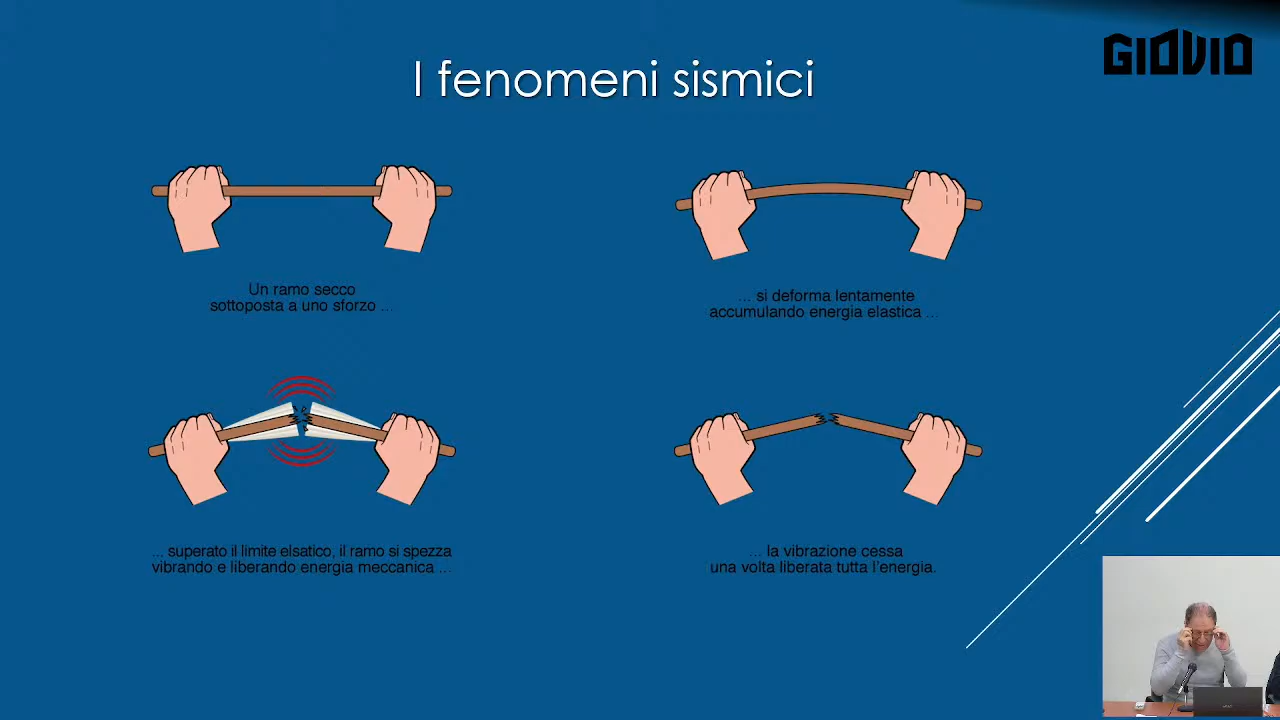 GIOVIO
I fenomeni sismici
Un ramo secco
sottoposta a uno sforzo ...
... si deforma lentamente
accumulando energia elastica ...
... superato il limite elsatico, il ramo si spezza
vibrando e liberando energia meccanica ...
... la vibrazione cessa
una volta liberata tutta l'energia.